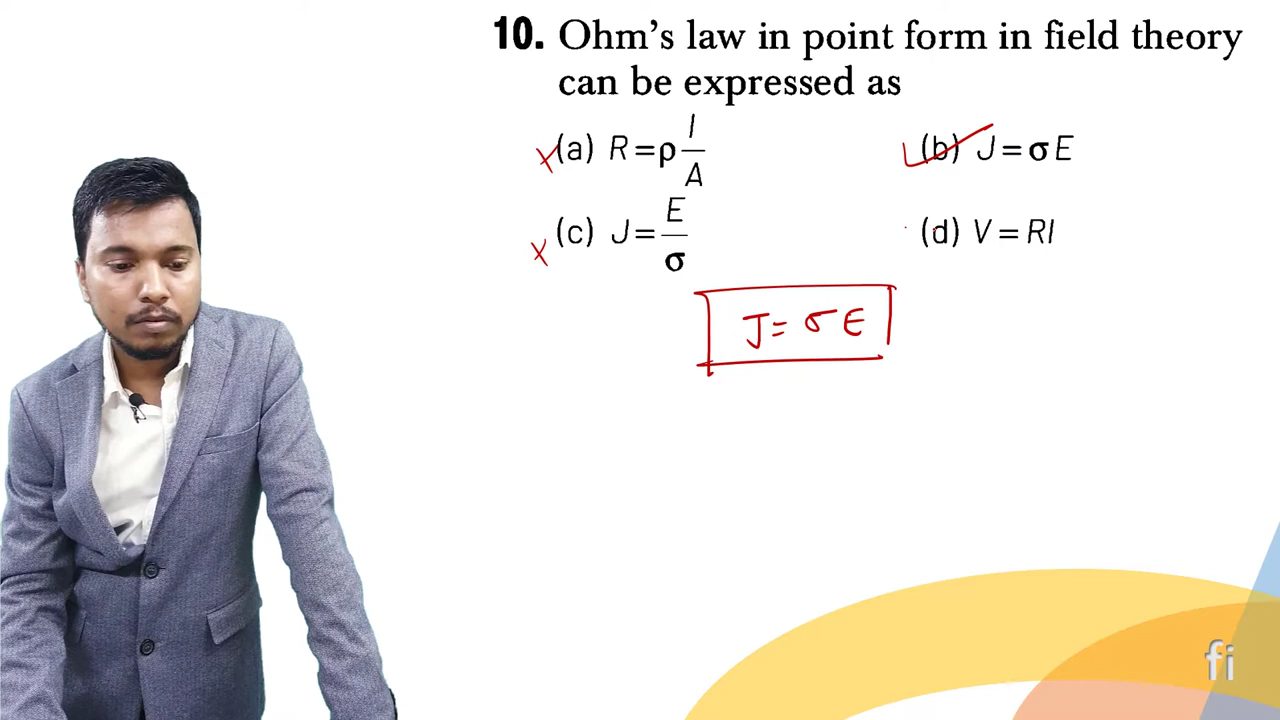 10. Ohm's law in point form in field theory
can be expressed as
(a) R=ρ l/A (b) J=σE
(c) J=E/σ (d) V=RI
J=σE
fi